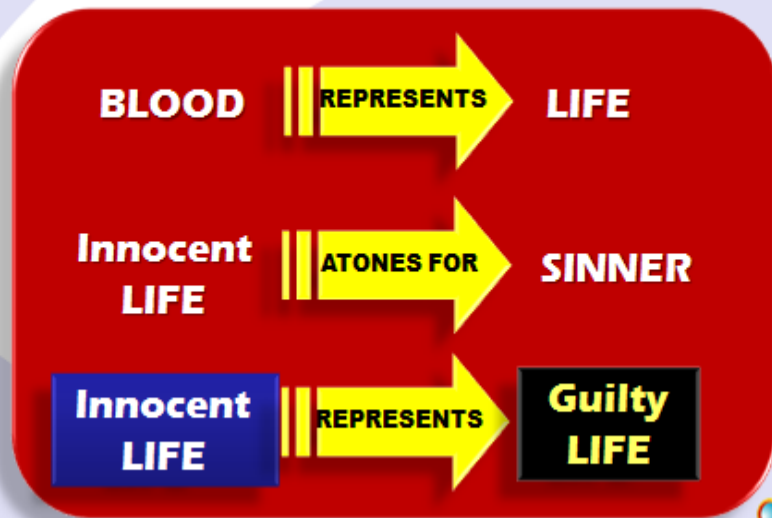 BLOOD REPRESENTS LIFE
Innocent
LIFE
ATONES FOR
SINNER
Innocent
LIFE
REPRESENTS
Guilty
LIFE